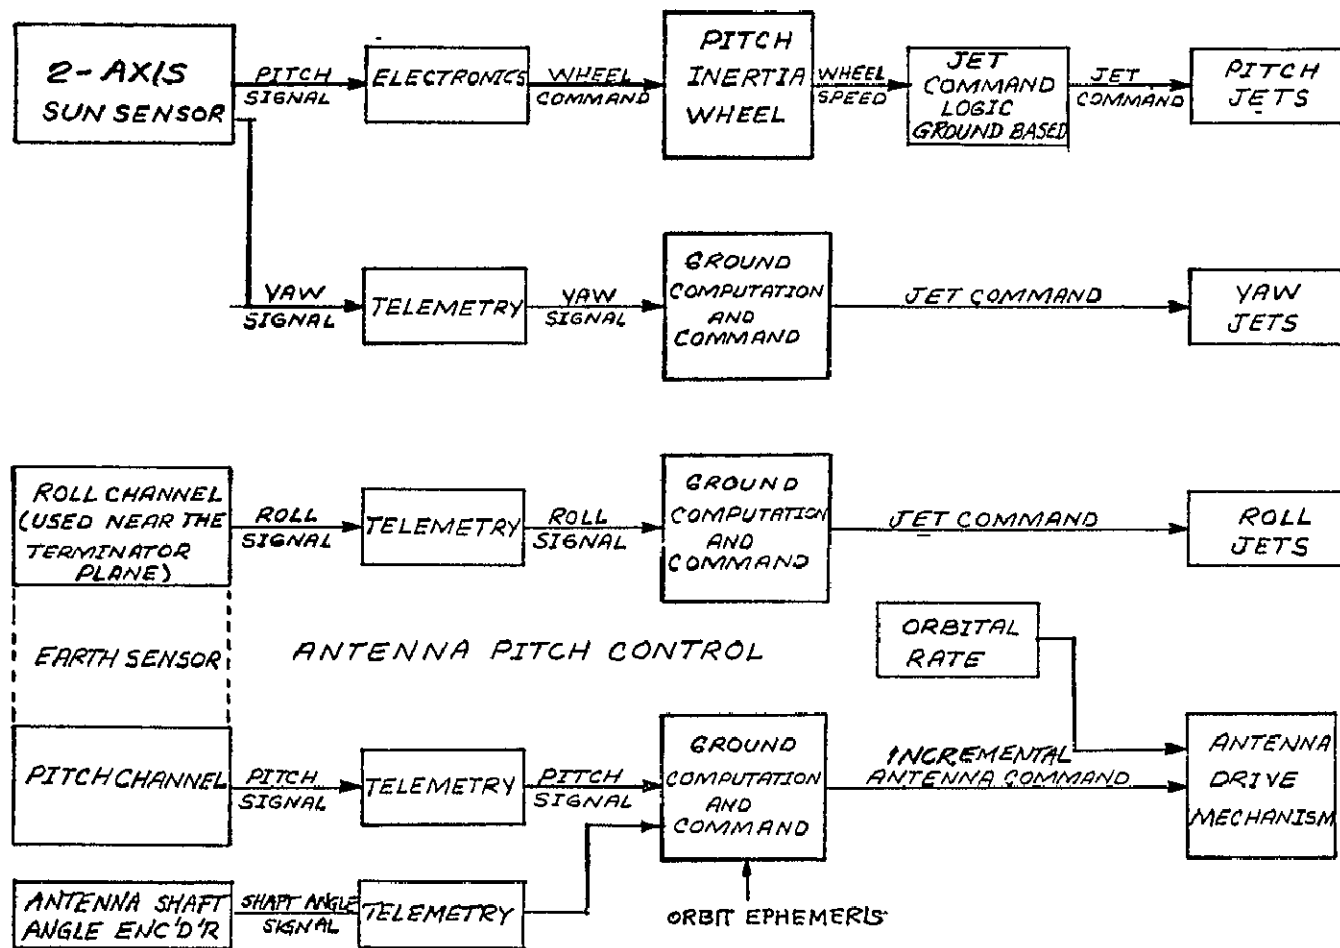 2-AXIS
SUN SENSOR
PITCH
SIGNAL
ELECTRONICS
WHEEL
COMMAND
PITCH
INERTIA
WHEEL
WHEEL
SPEED
JET
COMMAND
LOGIC
GROUND BASED
JET
COMMAND
PITCH
JETS
YAW
SIGNAL
TELEMETRY
YAW
SIGNAL
GROUND
COMPUTATION
AND
COMMAND
JET COMMAND
YAW
JETS
ROLL CHANNEL
(USED NEAR THE
TERMINATOR
PLANE)
ROLL
SIGNAL
TELEMETRY
ROLL
SIGNAL
GROUND
COMPUTATION
AND
COMMAND
JET COMMAND
ROLL
JETS
EARTH SENSOR
ANTENNA PITCH CONTROL
ORBITAL
RATE
PITCH CHANNEL
PITCH
SIGNAL
TELEMETRY
PITCH
SIGNAL
GROUND
COMPUTATION
AND
COMMAND
INCREMENTAL
ANTENNA COMMAND
ANTENNA
DRIVE
MECHANISM
ANTENNA SHAFT
ANGLE ENC'D'R
SHAFT ANGLE
SIGNAL
TELEMETRY
ORBIT EPHEMERIS